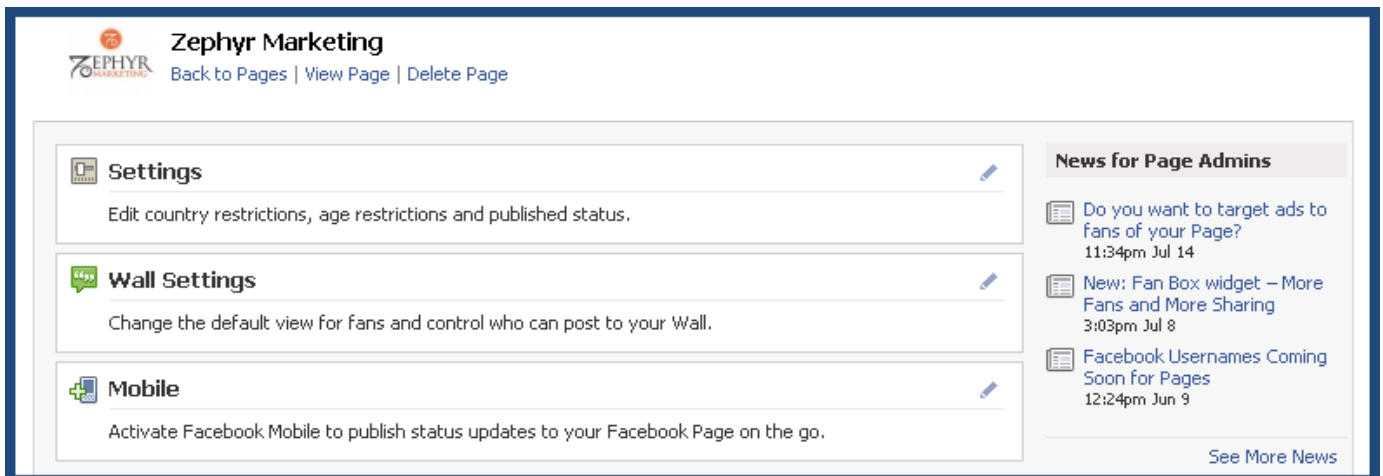 ZEPHYR
MARKETING
Zephyr Marketing
Back to Pages | View Page | Delete Page
Settings
Edit country restrictions, age restrictions and published status.
Wall Settings
Change the default view for fans and control who can post to your Wall.
Mobile
Activate Facebook Mobile to publish status updates to your Facebook Page on the go.
News for Page Admins
Do you want to target ads to
fans of your Page?
11:34pm Jul 14
New: Fan Box widget – More
Fans and More Sharing
3:03pm Jul 8
Facebook Usernames Coming
Soon for Pages
12:24pm Jun 9
See More News